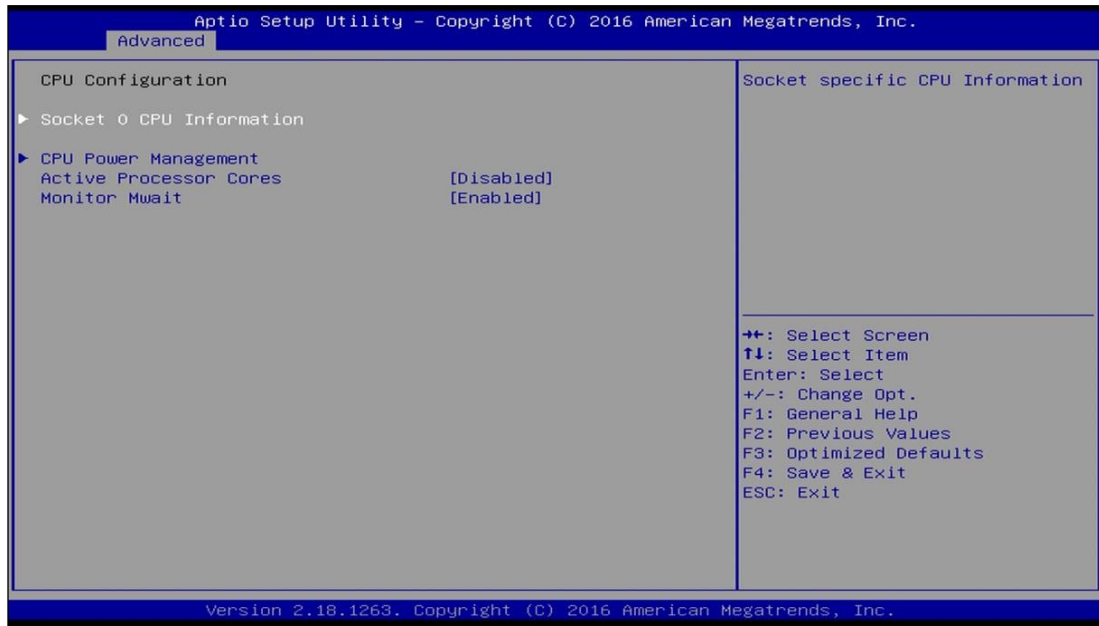 Aptio Setup Utility – Copyright (C) 2016 American Megatrends, Inc.
Advanced
CPU Configuration
Socket 0 CPU Information
CPU Power Management
Active Processor Cores [Disabled]
Monitor Mwait [Enabled]
Socket specific CPU Information
→←: Select Screen
↑↓: Select Item
Enter: Select
+/-: Change Opt.
F1: General Help
F2: Previous Values
F3: Optimized Defaults
F4: Save & Exit
ESC: Exit
Version 2.18.1263. Copyright (C) 2016 American Megatrends, Inc.